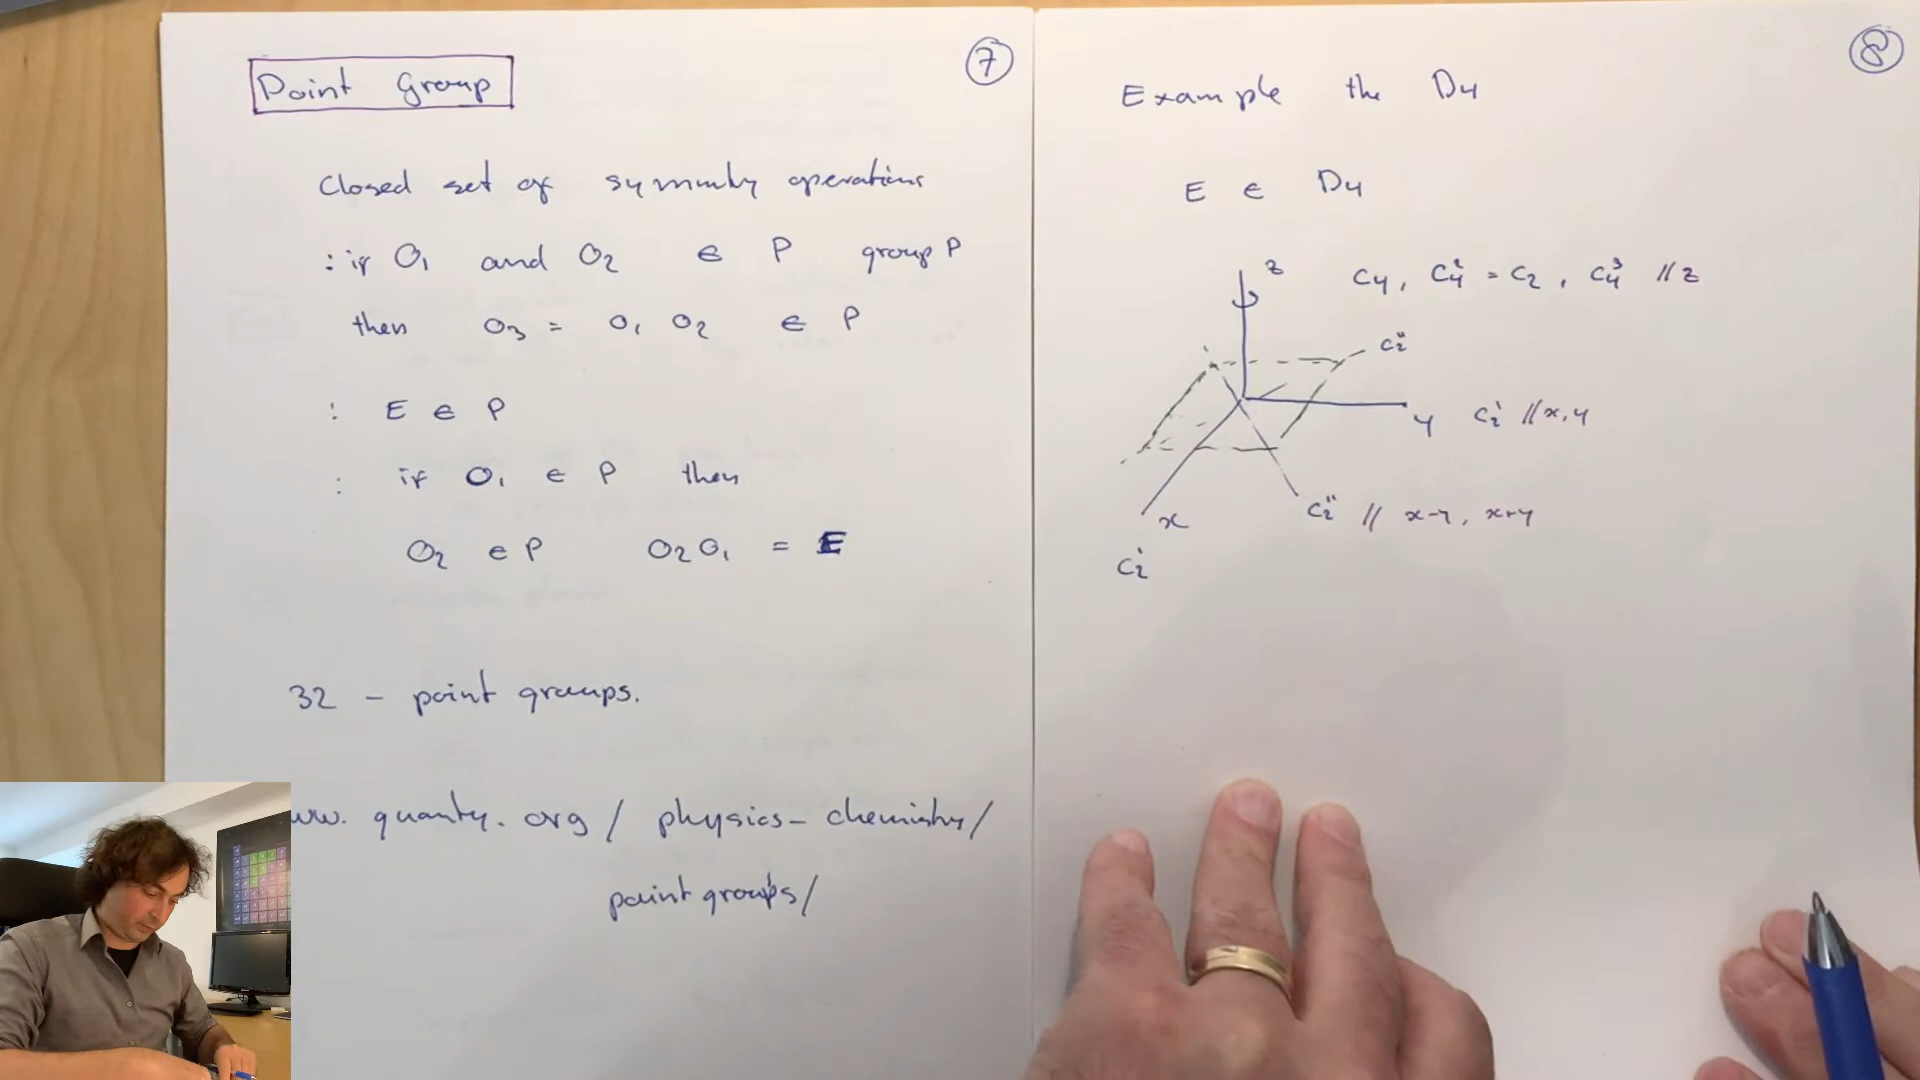 Point Group
7
Closed set of symmetry operations
: if O₁ and O₂ ∈ P group P
then O₃ = O₁ O₂ ∈ P
: E ∈ P
: if O₁ ∈ P then
O₂ ∈ P O₂O₁ = E
32 - point groups.
ww. quanty.org / physics-chemistry/
point groups/
8
Example the D₄
E ∈ D₄
z C₄, C₄² = C₂, C₄³ // z
C₂"
y C₂' // x, y
C₂" // x-y, x+y
x
C₂'